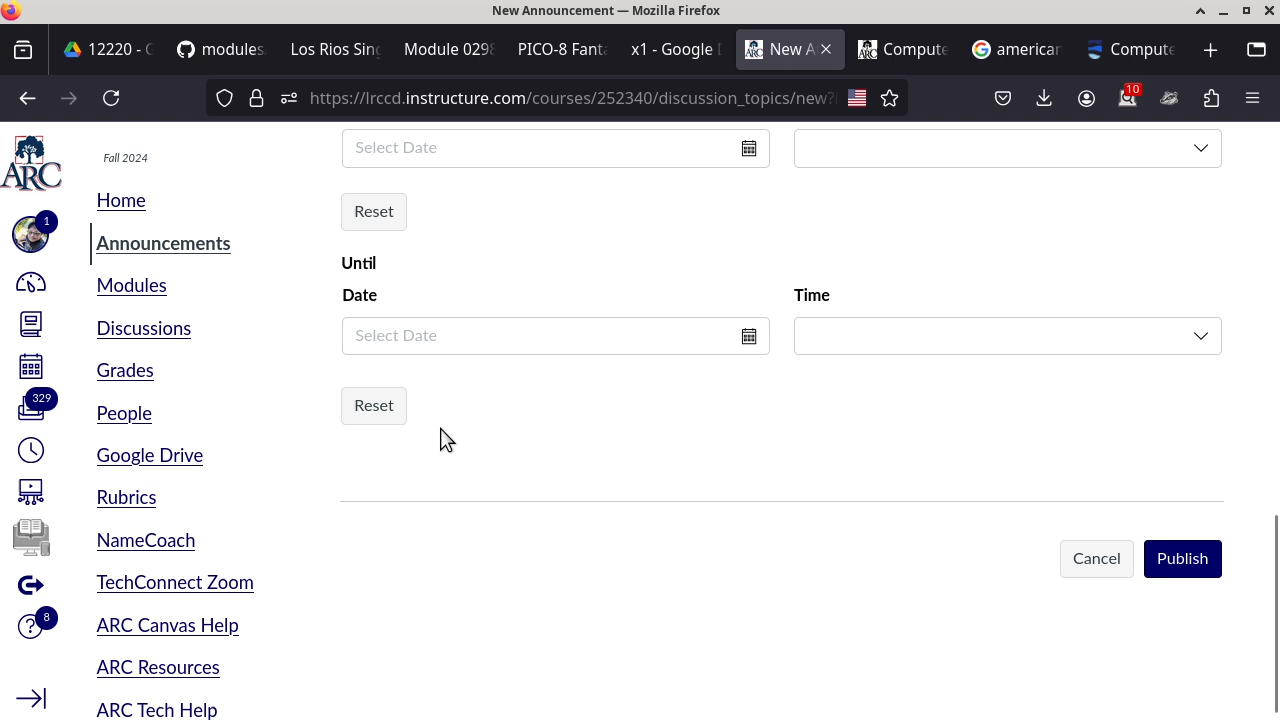 New Announcement — Mozilla Firefox
12220 - C
modules
Los Rios Sing
Module 0298
PICO-8 Fanta
x1 - Google D
New A
Compute
american
Compute
https://lrccd.instructure.com/courses/252340/discussion_topics/new?i
10
ARC
Fall 2024
Home
1
Announcements
Modules
Discussions
Grades
329
People
Google Drive
Rubrics
NameCoach
TechConnect Zoom
8
ARC Canvas Help
ARC Resources
ARC Tech Help
Select Date
Reset
Until
Date
Time
Select Date
Reset
Cancel
Publish